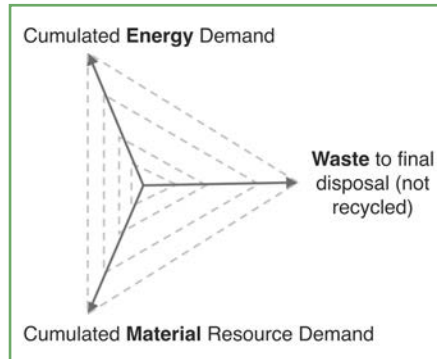 Cumulated Energy Demand
Waste to final
disposal (not
recycled)
Cumulated Material Resource Demand